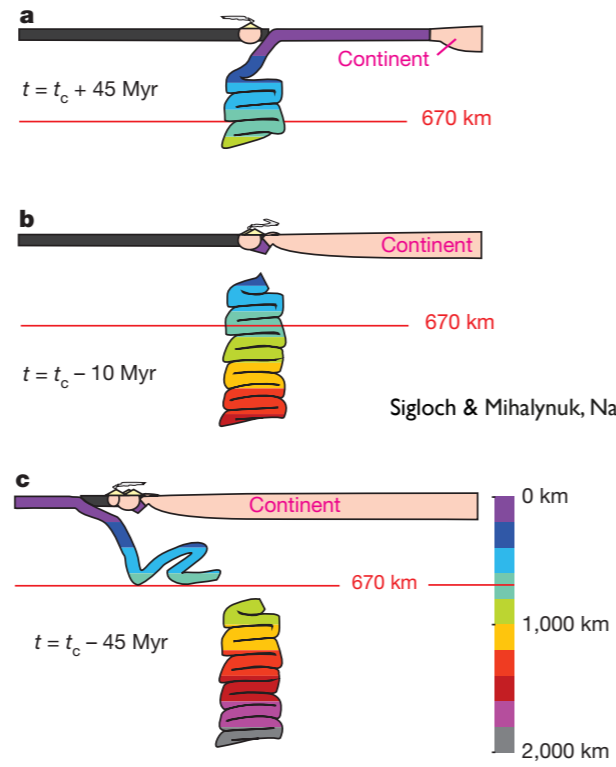 a
Continent
t = tc + 45 Myr
670 km
b
Continent
670 km
t = tc − 10 Myr
Sigloch & Mihalynuk, Na
c
Continent
0 km
670 km
t = tc − 45 Myr
1,000 km
2,000 km